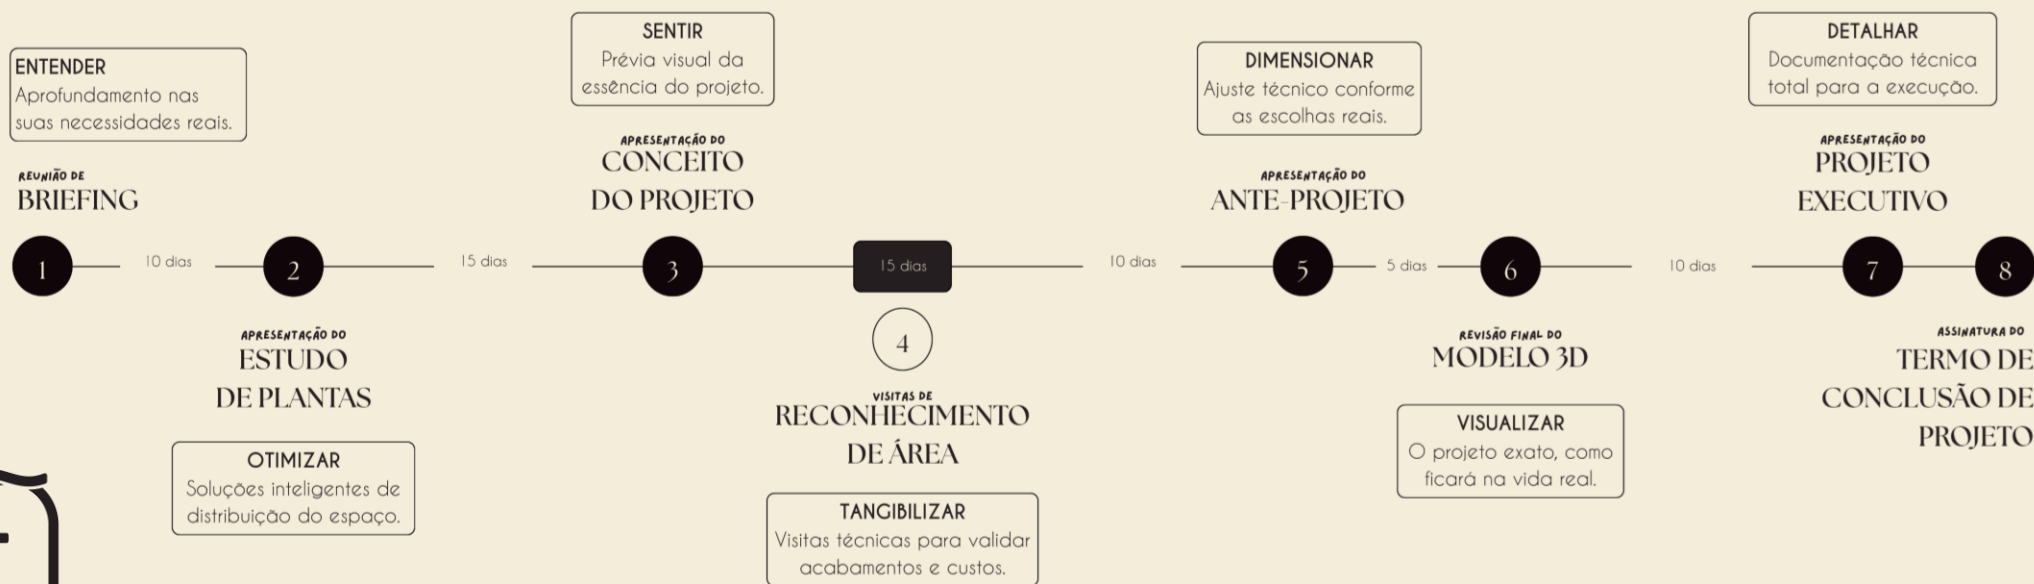 ENTENDER
Aprofundamento nas
suas necessidades reais.
REUNIÃO DE
BRIEFING
1
10 dias
2
APRESENTAÇÃO DO
ESTUDO
DE PLANTAS
OTIMIZAR
Soluções inteligentes de
distribuição do espaço.
15 dias
SENTIR
Prévia visual da
essência do projeto.
APRESENTAÇÃO DO
CONCEITO
DO PROJETO
3
15 dias
4
VISITAS DE
RECONHECIMENTO
DE ÁREA
TANGIBILIZAR
Visitas técnicas para validar
acabamentos e custos.
10 dias
DIMENSIONAR
Ajuste técnico conforme
as escolhas reais.
APRESENTAÇÃO DO
ANTE-PROJETO
5
5 dias
6
REVISÃO FINAL DO
MODELO 3D
VISUALIZAR
O projeto exato, como
ficará na vida real.
10 dias
DETALHAR
Documentação técnica
total para a execução.
APRESENTAÇÃO DO
PROJETO
EXECUTIVO
7
8
ASSINATURA DO
TERMO DE
CONCLUSÃO DE
PROJETO